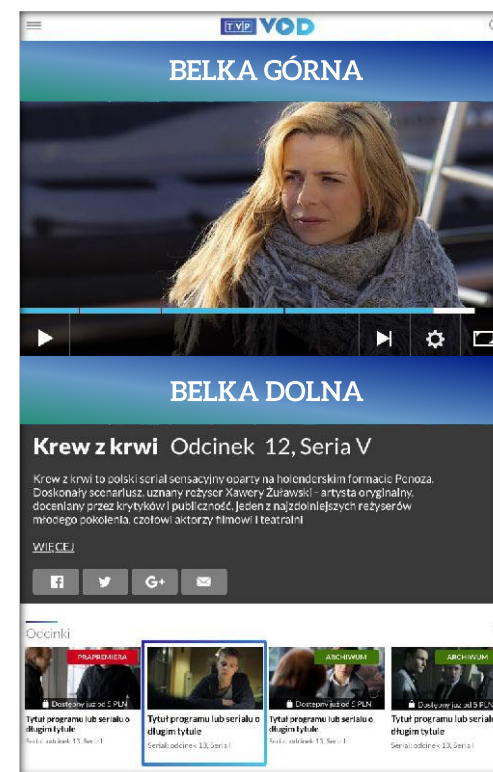 TVP VOD
BELKA GÓRNA
BELKA DOLNA
Krew z krwi Odcinek 12, Seria V
Krew z krwi to polski serial sensacyjny oparty na holenderskim formacie Penoza.
Doskonały scenariusz, uznany reżyser Xawery Żuławski - artysta oryginalny,
doceniany przez krytyków i publiczność, jeden z najzdolniejszych reżyserów
młodego pokolenia, czołowi aktorzy filmowi i teatralni
WIĘCEJ
G+
Odcinki
PRAPREMIERA
ARCHIWUM
ARCHIWUM
Dostępny już od 5 PLN
Dostępny już od 5 PLN
Dostępny już od 5 PLN
Tytuł programu lub serialu o
długim tytule
Serial: odcinek 13, Seria I
Tytuł programu lub serialu o
długim tytule
Serial: odcinek 13, Seria I
Tytuł programu lub serialu o
długim tytule
Serial: odcinek 13, Seria I
Tytuł programu lub serialu
długim tytule
Serial: odcinek 13, Seria I